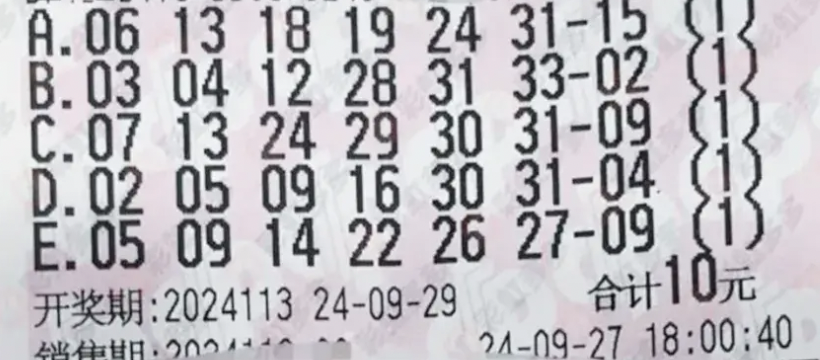 A.06 13 18 19 24 31-15 (1)
B.03 04 12 28 31 33-02 (1)
C.07 13 24 29 30 31-09 (1)
D.02 05 09 16 30 31-04 (1)
E.05 09 14 22 26 27-09 (1)
合计10元
开奖期:2024113 24-09-29
销售期: 24-09-27 18:00:40